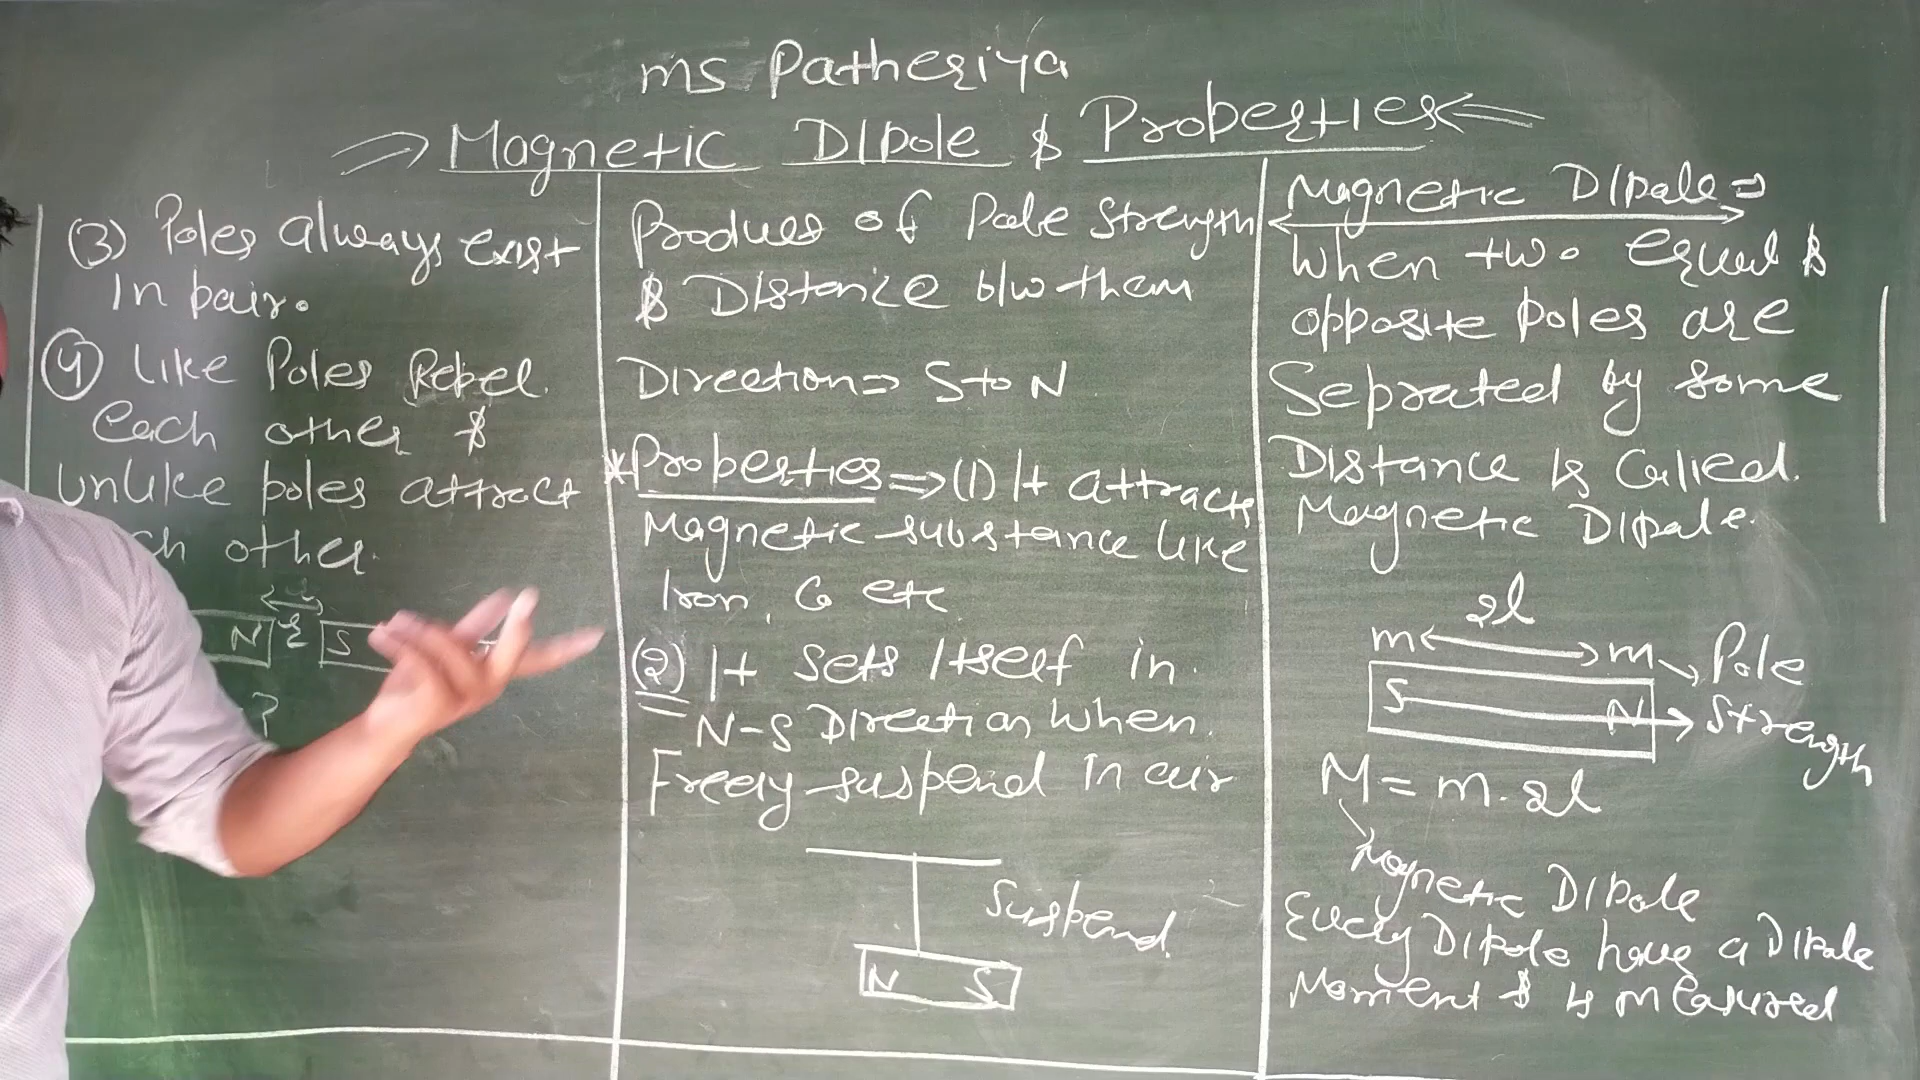 ms Patheriya
⇒ Magnetic Dipole & Properties ⇐
(3) Poles always exist
in pair.
(4) Like Poles Repel
each other &
unlike poles attract
ch other.
N r S
?
Produes of Pole Strength
& Distance b/w them
Direction ⇒ S to N
*Properties ⇒ (1) It attracts
Magnetic substance like
Iron, Co etc
(2) It sets itself in
N-S Direction when
Freely suspend in air
Suspend
N S
Magnetic Dipole ⇒
When two equal &
opposite poles are
Seprated by some
Distance is Called
Magnetic Dipole.
2l
m m → Pole
S N Strength
M = m.2l
Magnetic Dipole
Every Dipole have a Dipole
Moment & is measured